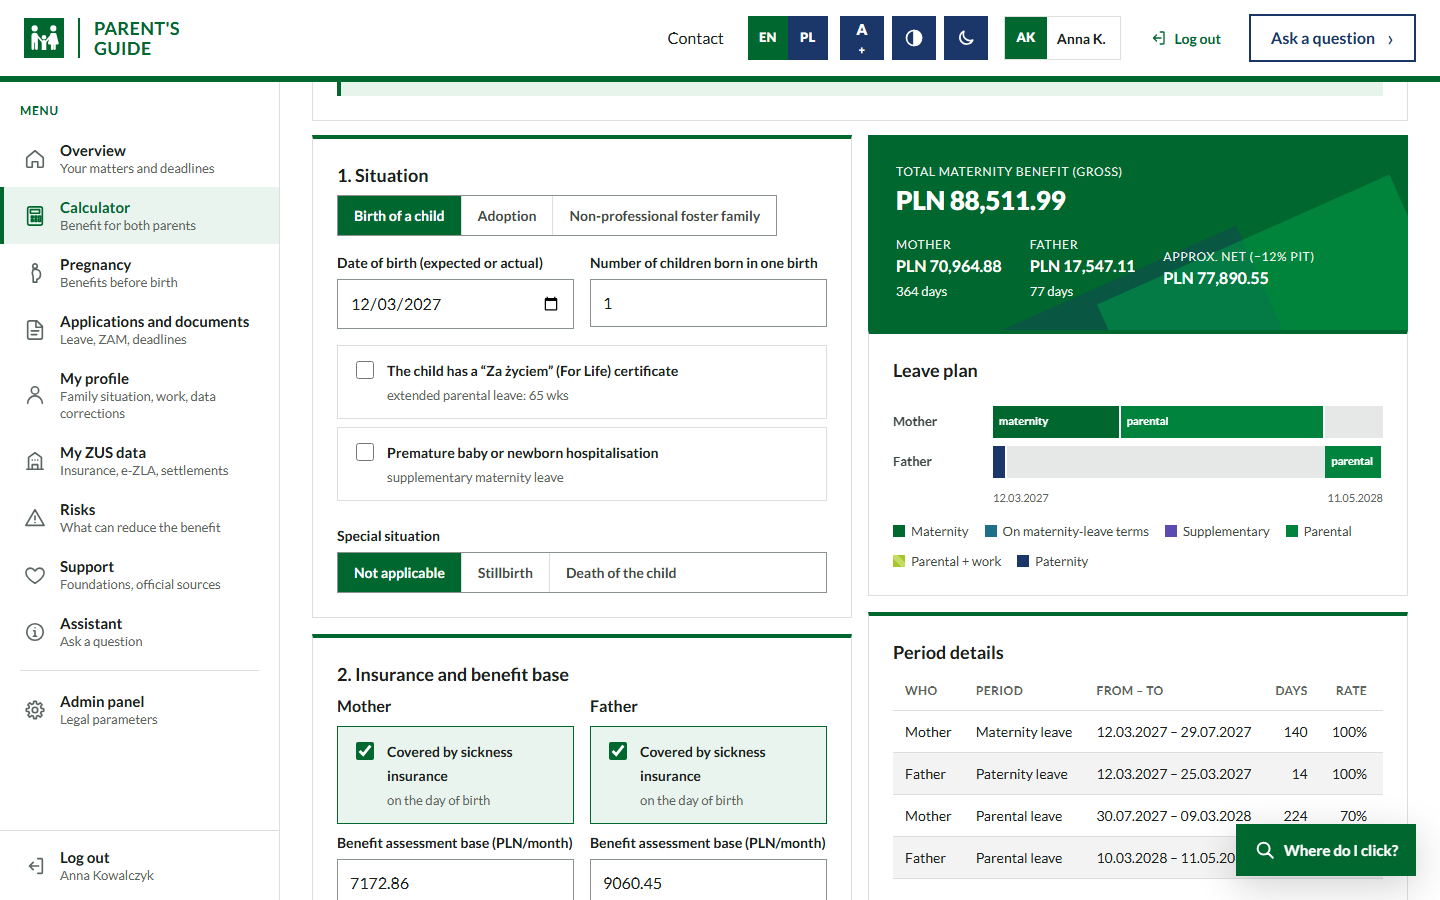 PARENT'S
GUIDE
Contact
EN
PL
A
+
AK
Anna K.
Log out
Ask a question ›
MENU
Overview
Your matters and deadlines
Calculator
Benefit for both parents
Pregnancy
Benefits before birth
Applications and documents
Leave, ZAM, deadlines
My profile
Family situation, work, data
corrections
My ZUS data
Insurance, e-ZLA, settlements
Risks
What can reduce the benefit
Support
Foundations, official sources
Assistant
Ask a question
Admin panel
Legal parameters
Log out
Anna Kowalczyk
1. Situation
Birth of a child
Adoption
Non-professional foster family
Date of birth (expected or actual)
Number of children born in one birth
12/03/2027
1
The child has a “Za życiem” (For Life) certificate
extended parental leave: 65 wks
Premature baby or newborn hospitalisation
supplementary maternity leave
Special situation
Not applicable
Stillbirth
Death of the child
2. Insurance and benefit base
Mother
Father
Covered by sickness
insurance
on the day of birth
Covered by sickness
insurance
on the day of birth
Benefit assessment base (PLN/month)
Benefit assessment base (PLN/month)
7172.86
9060.45
TOTAL MATERNITY BENEFIT (GROSS)
PLN 88,511.99
MOTHER
PLN 70,964.88
364 days
FATHER
PLN 17,547.11
77 days
APPROX. NET (−12% PIT)
PLN 77,890.55
Leave plan
Mother
maternity
parental
Father
parental
12.03.2027
11.05.2028
Maternity
On maternity-leave terms
Supplementary
Parental
Parental + work
Paternity
Period details
WHO PERIOD FROM – TO DAYS RATE
Mother Maternity leave 12.03.2027 – 29.07.2027 140 100%
Father Paternity leave 12.03.2027 – 25.03.2027 14 100%
Mother Parental leave 30.07.2027 – 09.03.2028 224 70%
Father Parental leave 10.03.2028 – 11.05.20
Where do I click?